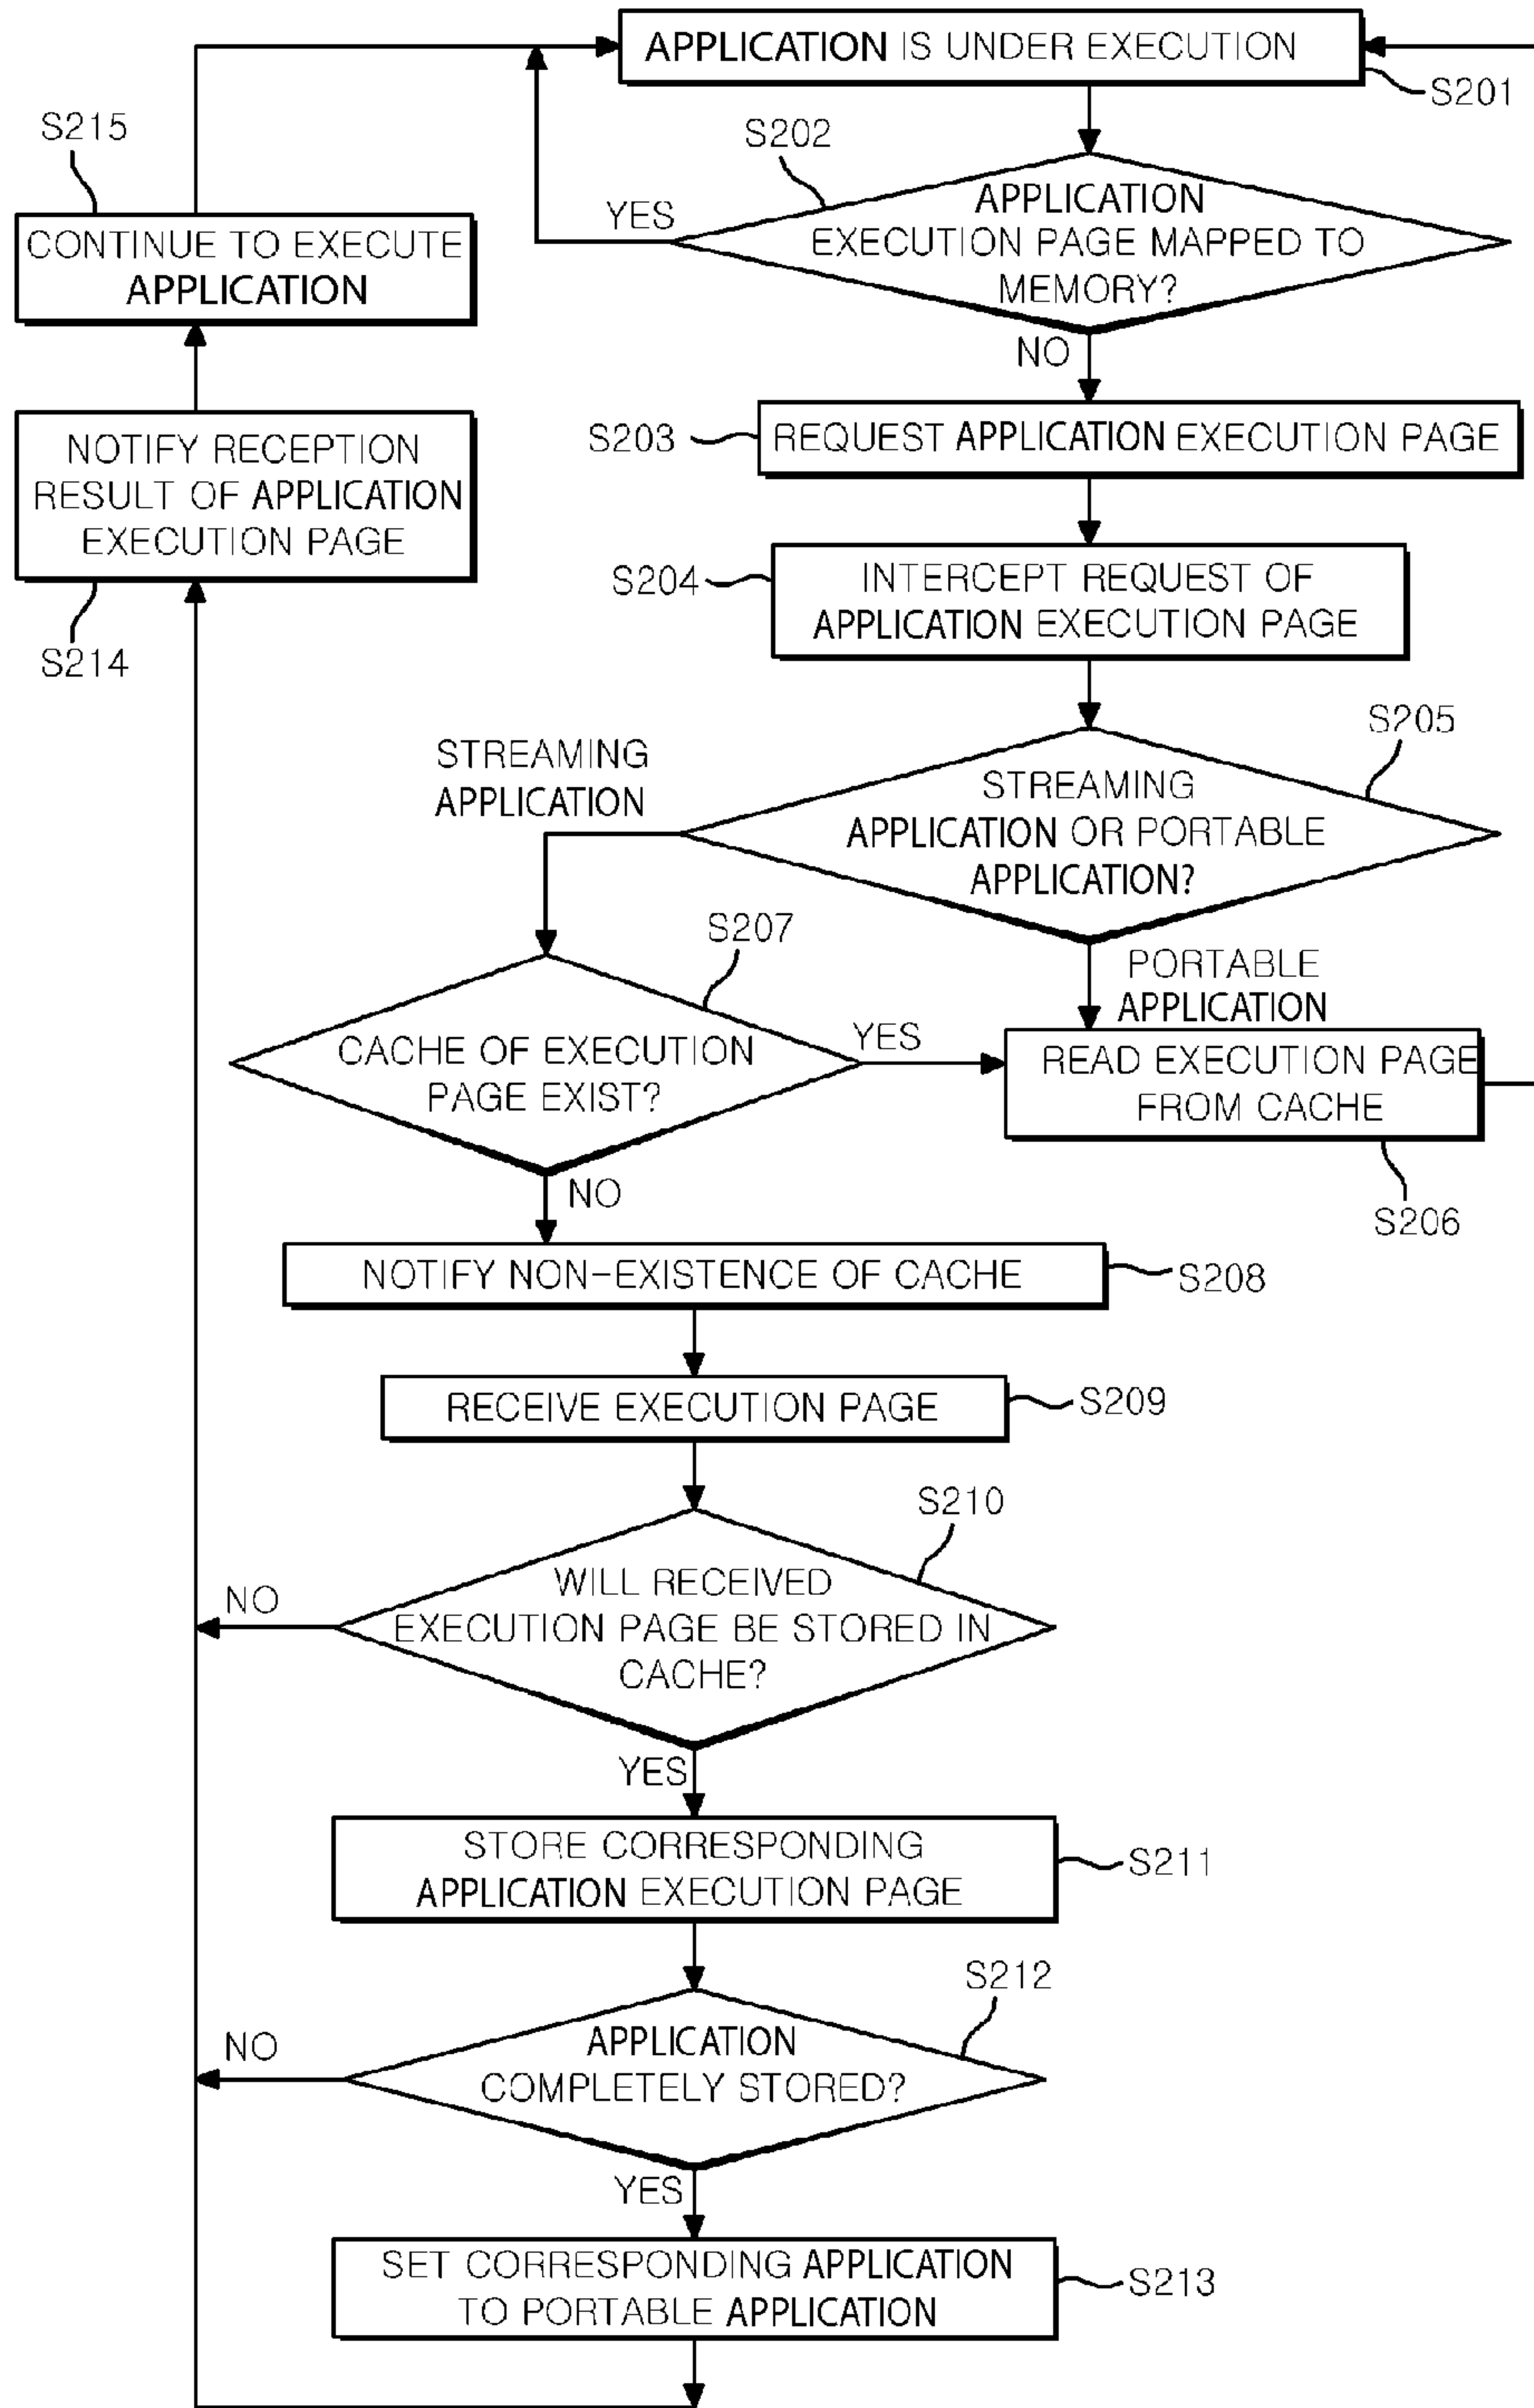 APPLICATION IS UNDER EXECUTION
S201
S215
S202
CONTINUE TO EXECUTE
APPLICATION
YES
APPLICATION
EXECUTION PAGE MAPPED TO
MEMORY?
NO
NOTIFY RECEPTION
RESULT OF APPLICATION
EXECUTION PAGE
S214
S203
REQUEST APPLICATION EXECUTION PAGE
S204
INTERCEPT REQUEST OF
APPLICATION EXECUTION PAGE
S205
STREAMING
APPLICATION
STREAMING
APPLICATION OR PORTABLE
APPLICATION?
S207
PORTABLE
APPLICATION
CACHE OF EXECUTION
PAGE EXIST?
YES
READ EXECUTION PAGE
FROM CACHE
S206
NO
NOTIFY NON-EXISTENCE OF CACHE
S208
RECEIVE EXECUTION PAGE
S209
S210
WILL RECEIVED
EXECUTION PAGE BE STORED IN
CACHE?
NO
YES
STORE CORRESPONDING
APPLICATION EXECUTION PAGE
S211
S212
APPLICATION
COMPLETELY STORED?
NO
YES
SET CORRESPONDING APPLICATION
TO PORTABLE APPLICATION
S213